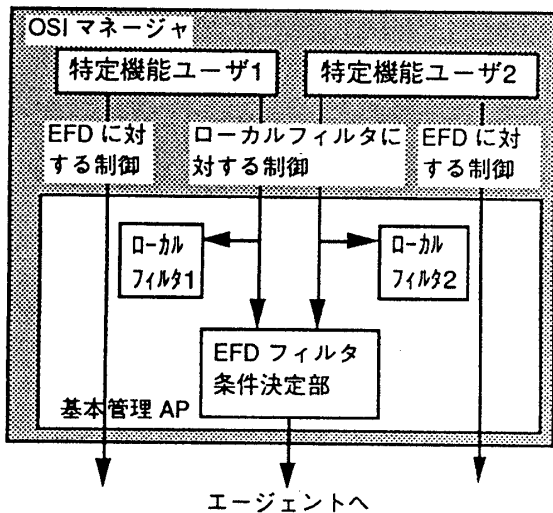 OSI マネージャ
特定機能ユーザ1
特定機能ユーザ2
EFD に対
する制御
ローカルフィルタに
対する制御
EFD に対
する制御
ローカル
フィルタ1
ローカル
フィルタ2
EFD フィルタ
条件決定部
基本管理 AP
エージェントへ